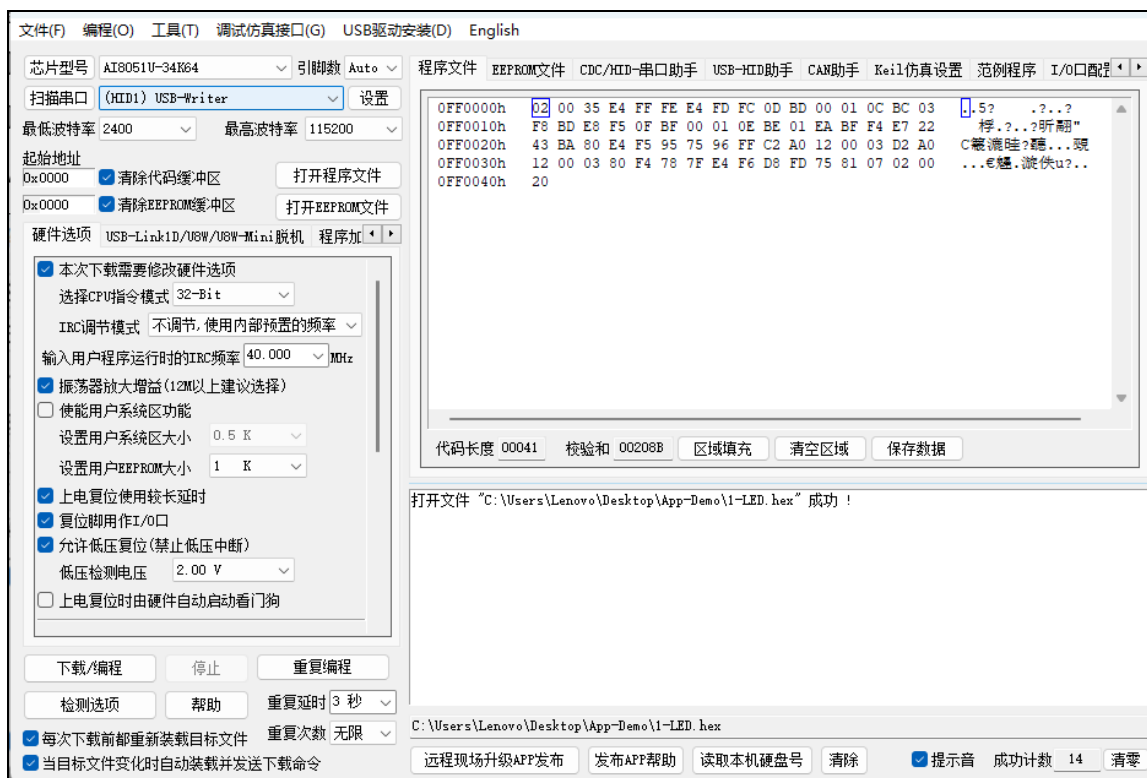 文件(F) 编程(O) 工具(T) 调试仿真接口(G) USB驱动安装(D) English
芯片型号 AI8051U-34K64 引脚数 Auto
扫描串口 (HID1) USB-Writer 设置
最低波特率 2400 最高波特率 115200
起始地址
0x0000 清除代码缓冲区 打开程序文件
0x0000 清除EEPROM缓冲区 打开EEPROM文件
硬件选项 USB-Link1D/U8W/U8W-Mini脱机 程序加
本次下载需要修改硬件选项
选择CPU指令模式 32-Bit
IRC调节模式 不调节,使用内部预置的频率
输入用户程序运行时的IRC频率 40.000 MHz
振荡器放大增益(12M以上建议选择)
使能用户系统区功能
设置用户系统区大小 0.5 K
设置用户EEPROM大小 1 K
上电复位使用较长延时
复位脚用作I/O口
允许低压复位(禁止低压中断)
低压检测电压 2.00 V
上电复位时由硬件自动启动看门狗
下载/编程 停止 重复编程
检测选项 帮助 重复延时 3 秒
每次下载前都重新装载目标文件 重复次数 无限
当目标文件变化时自动装载并发送下载命令
程序文件 EEPROM文件 CDC/HID-串口助手 USB-HID助手 CAN助手 Keil仿真设置 范例程序 I/O口配
0FF0000h 02 00 35 E4 FF FE E4 FD FC 0D BD 00 01 0C BC 03 ..5? .?..?
0FF0010h F8 BD E8 F5 0F BF 00 01 0E BE 01 EA BF F4 E7 22
0FF0020h 43 BA 80 E4 F5 95 75 96 FF C2 A0 12 00 03 D2 A0
0FF0030h 12 00 03 80 F4 78 7F E4 F6 D8 FD 75 81 07 02 00
0FF0040h 20
代码长度 00041 校验和 00208B 区域填充 清空区域 保存数据
打开文件 "C:\Users\Lenovo\Desktop\App-Demo\1-LED.hex" 成功 !
C:\Users\Lenovo\Desktop\App-Demo\1-LED.hex
远程现场升级APP发布 发布APP帮助 读取本机硬盘号 清除 提示音 成功计数 14 清零